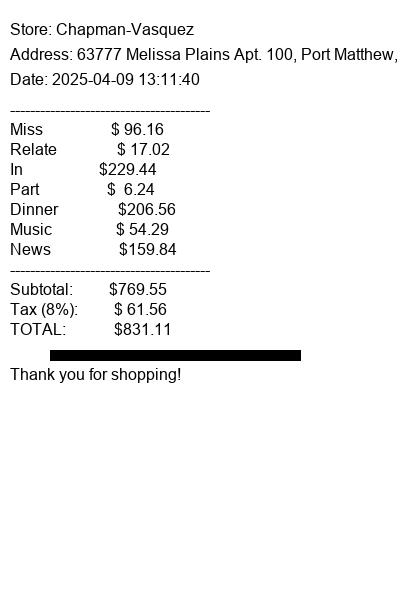 Store: Chapman-Vasquez
Address: 63777 Melissa Plains Apt. 100, Port Matthew,
Date: 2025-04-09 13:11:40
----------------------------------------
Miss $ 96.16
Relate $ 17.02
In $229.44
Part $ 6.24
Dinner $206.56
Music $ 54.29
News $159.84
----------------------------------------
Subtotal: $769.55
Tax (8%): $ 61.56
TOTAL: $831.11
Thank you for shopping!